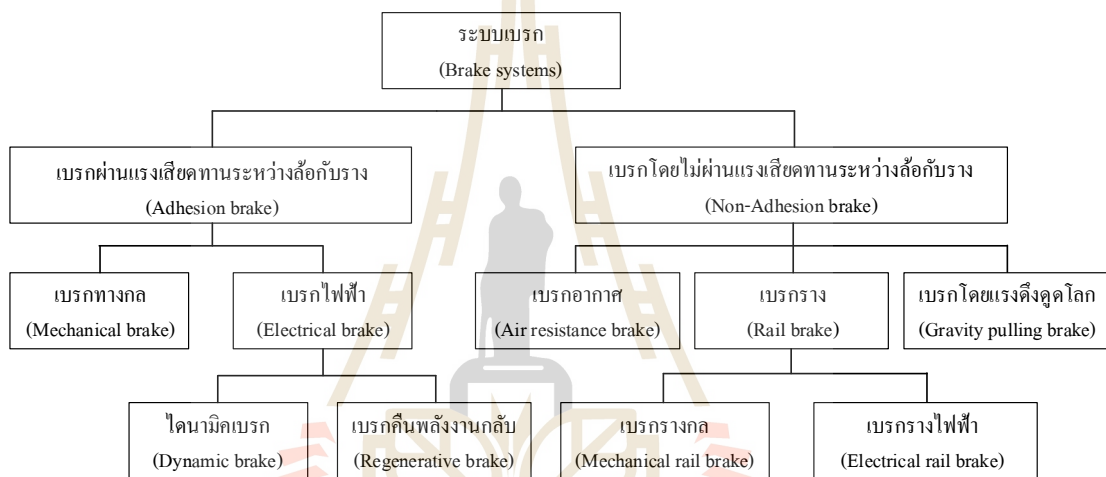 ระบบเบรก
(Brake systems)
เบรกผ่านแรงเสียดทานระหว่างล้อกับราง
(Adhesion brake)
เบรกโดยไม่ผ่านแรงเสียดทานระหว่างล้อกับราง
(Non-Adhesion brake)
เบรกทางกล
(Mechanical brake)
เบรกไฟฟ้า
(Electrical brake)
เบรกอากาศ
(Air resistance brake)
เบรกราง
(Rail brake)
เบรกโดยแรงดึงดูดโลก
(Gravity pulling brake)
ไดนามิคเบรก
(Dynamic brake)
เบรกคืนพลังงานกลับ
(Regenerative brake)
เบรกรางกล
(Mechanical rail brake)
เบรกรางไฟฟ้า
(Electrical rail brake)